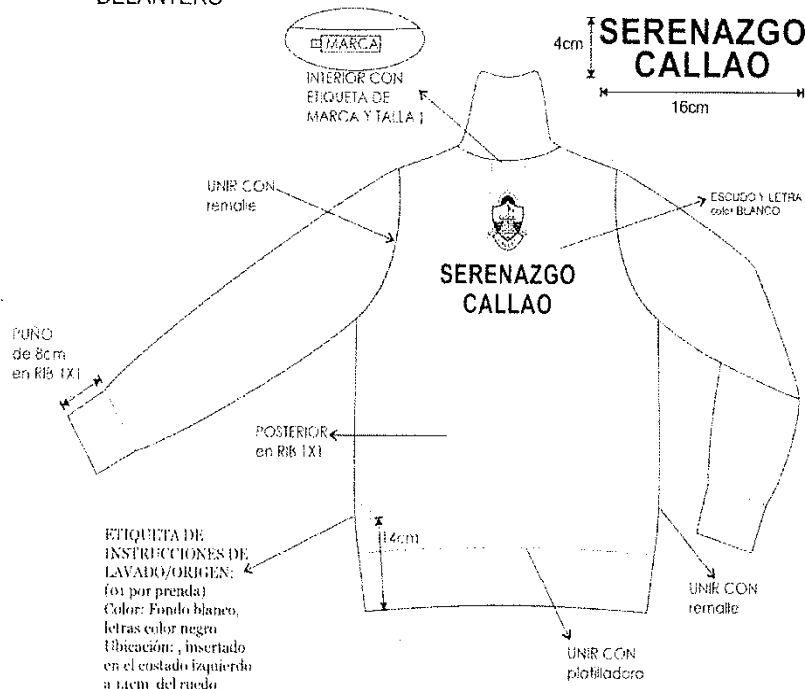 DELANTERO
MARCA
INTERIOR CON
ETIQUETA DE
MARCA Y TALLA
4cm
SERENAZGO
CALLAO
16cm
UNIR CON
remalle
ESCUDO Y LETRA
color BLANCO
SERENAZGO
CALLAO
PUÑO
de 8cm
en RIB 1X1
POSTERIOR
en RIB 1X1
ETIQUETA DE
INSTRUCCIONES DE
LAVADO/ORIGEN:
(01 por prenda)
Color: Fondo blanco,
letras color negro
Ubicación: , insertado
en el costado izquierdo
a 14cm del ruedo
14cm
UNIR CON
remalle
UNIR CON
platilladora